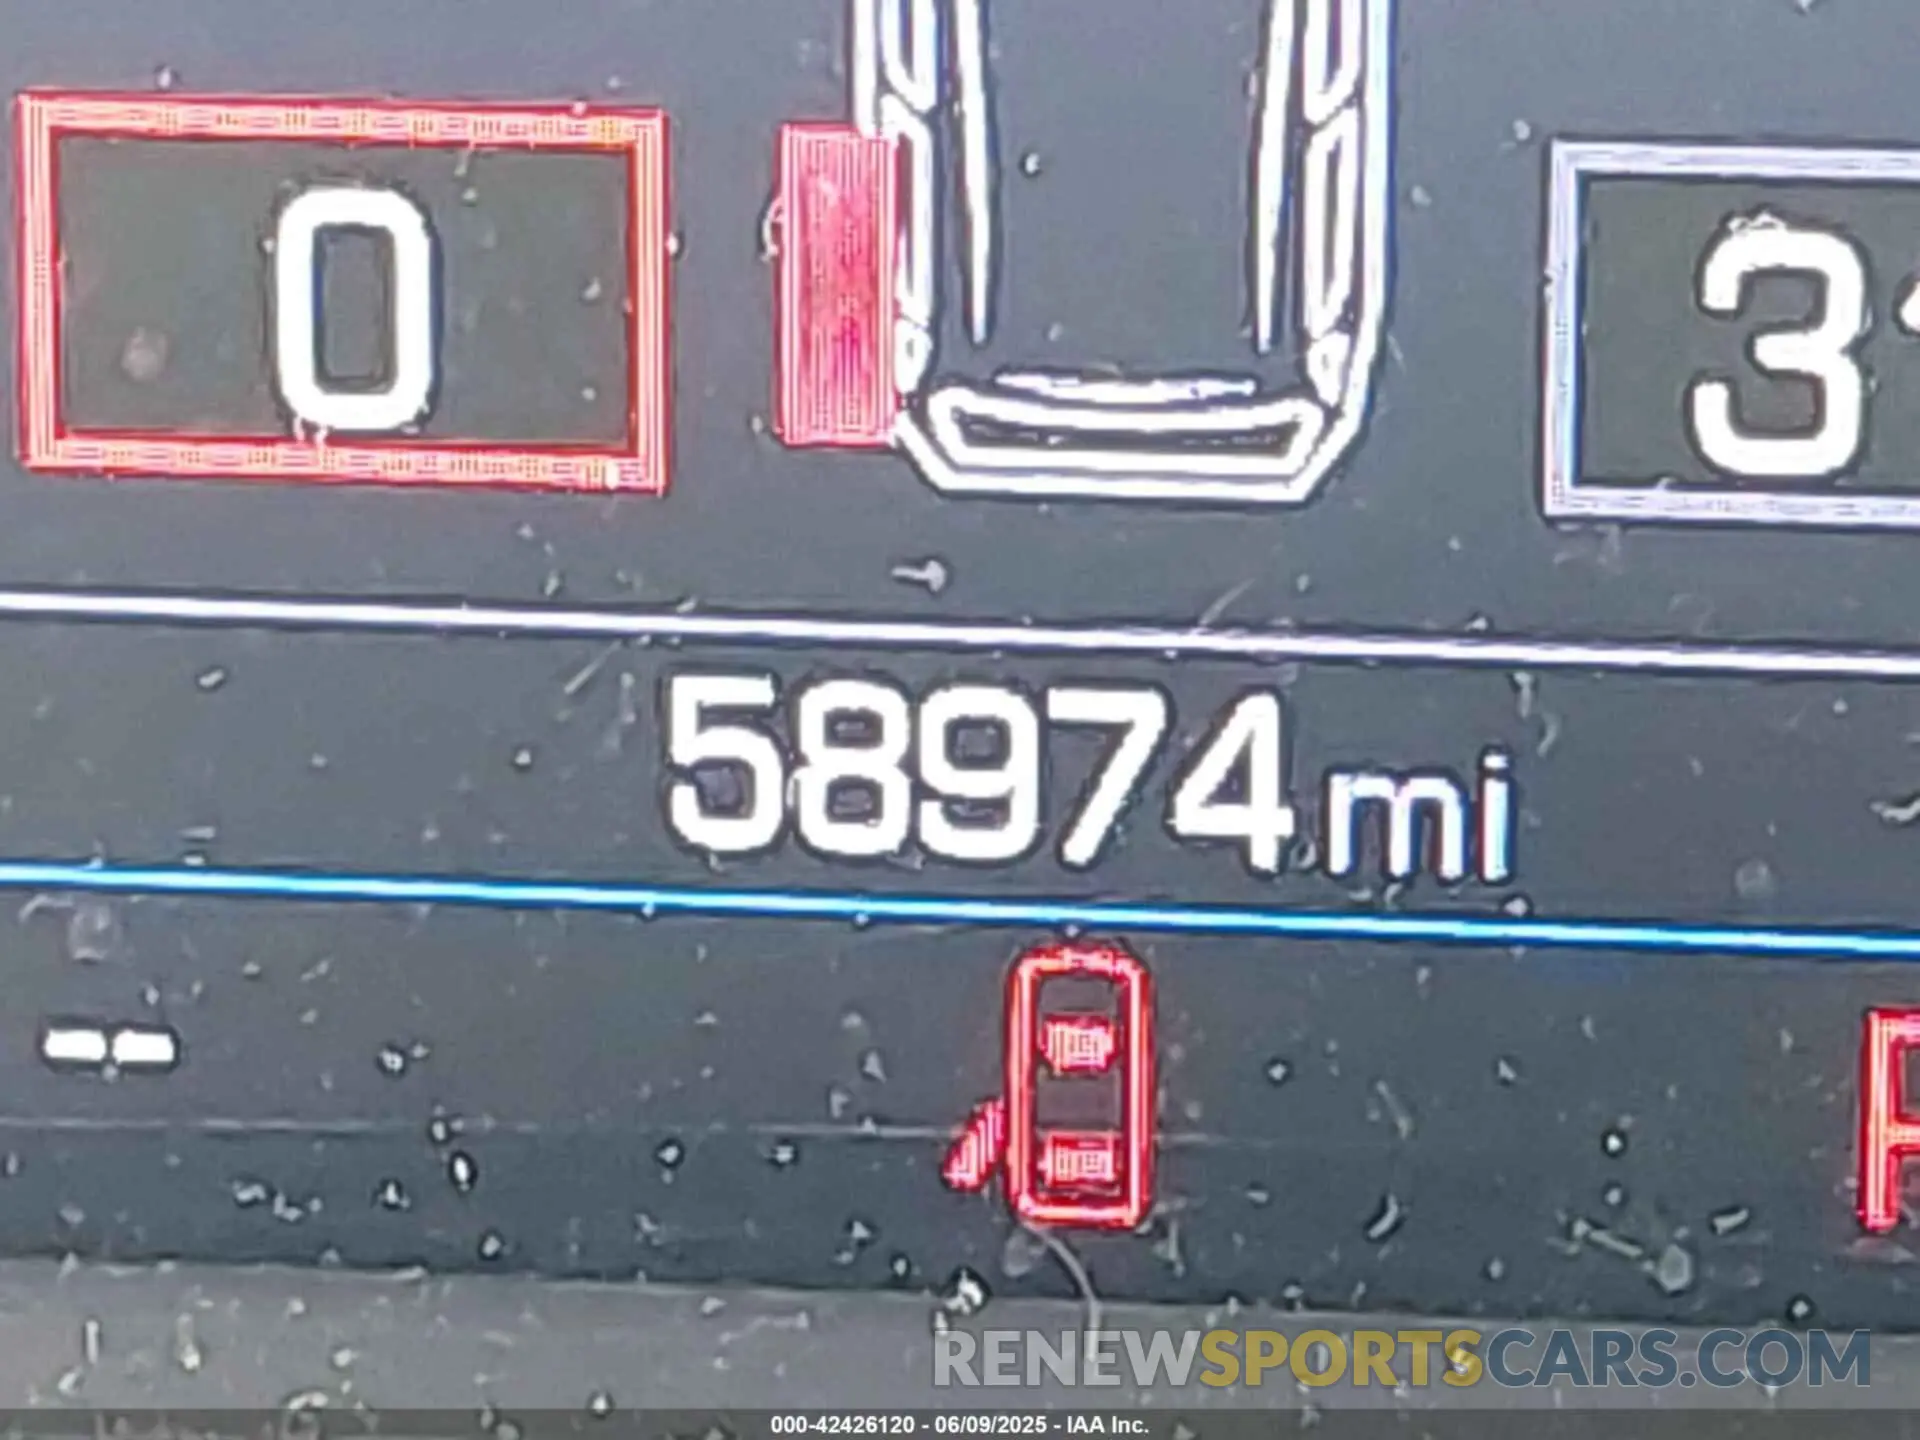 0
3
58974 mi
RENEWSPORTSCARS.COM
000-42426120 - 06/09/2025 - IAA Inc.